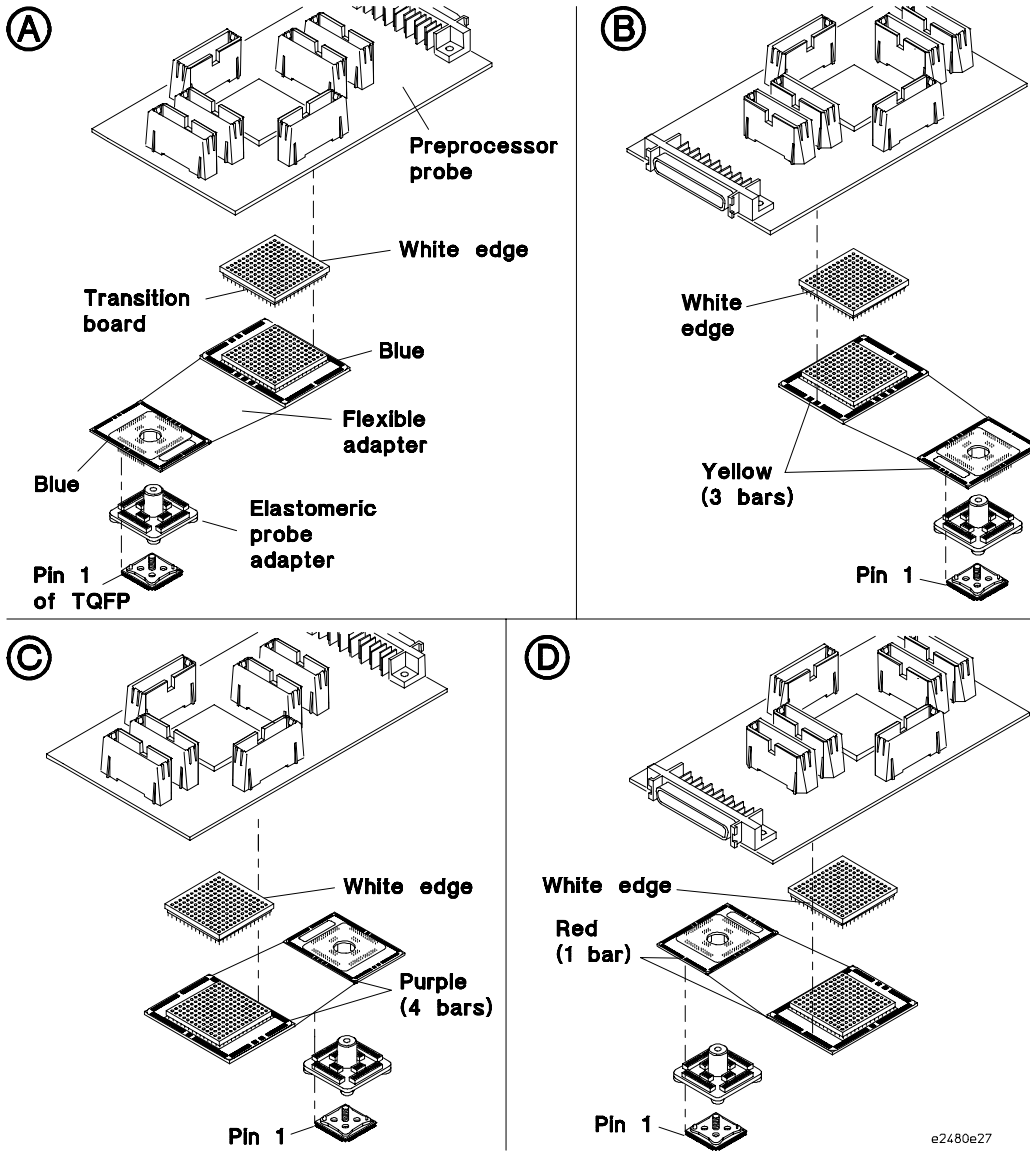 A
Preprocessor
probe
White edge
Transition
board
Blue
Flexible
adapter
Blue
Elastomeric
probe
adapter
Pin 1
of TQFP
B
White
edge
Yellow
(3 bars)
Pin 1
C
White edge
Purple
(4 bars)
Pin 1
D
White edge
Red
(1 bar)
Pin 1
e2480e27